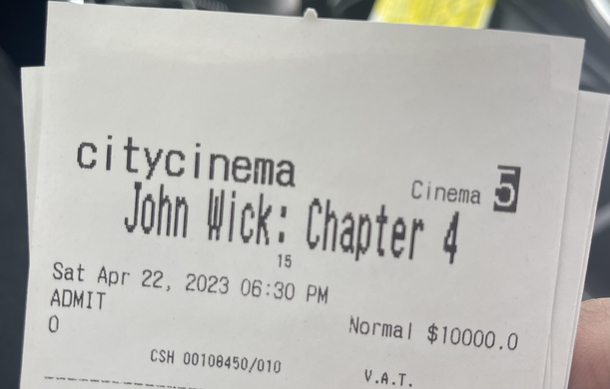 citycinema
Cinema 5
John Wick: Chapter 4
15
Sat Apr 22, 2023 06:30 PM
ADMIT
Normal $10000.0
0
CSH 00108450/010
V.A.T.